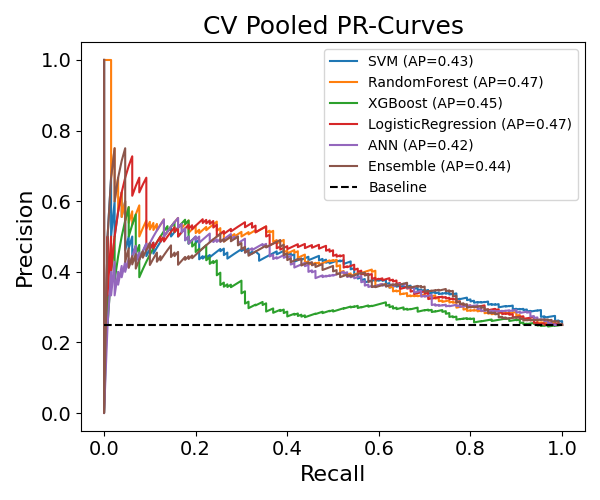 CV Pooled PR-Curves
SVM (AP=0.43)
RandomForest (AP=0.47)
XGBoost (AP=0.45)
LogisticRegression (AP=0.47)
ANN (AP=0.42)
Ensemble (AP=0.44)
Baseline
Precision
1.0
0.8
0.6
0.4
0.2
0.0
0.0 0.2 0.4 0.6 0.8 1.0
Recall